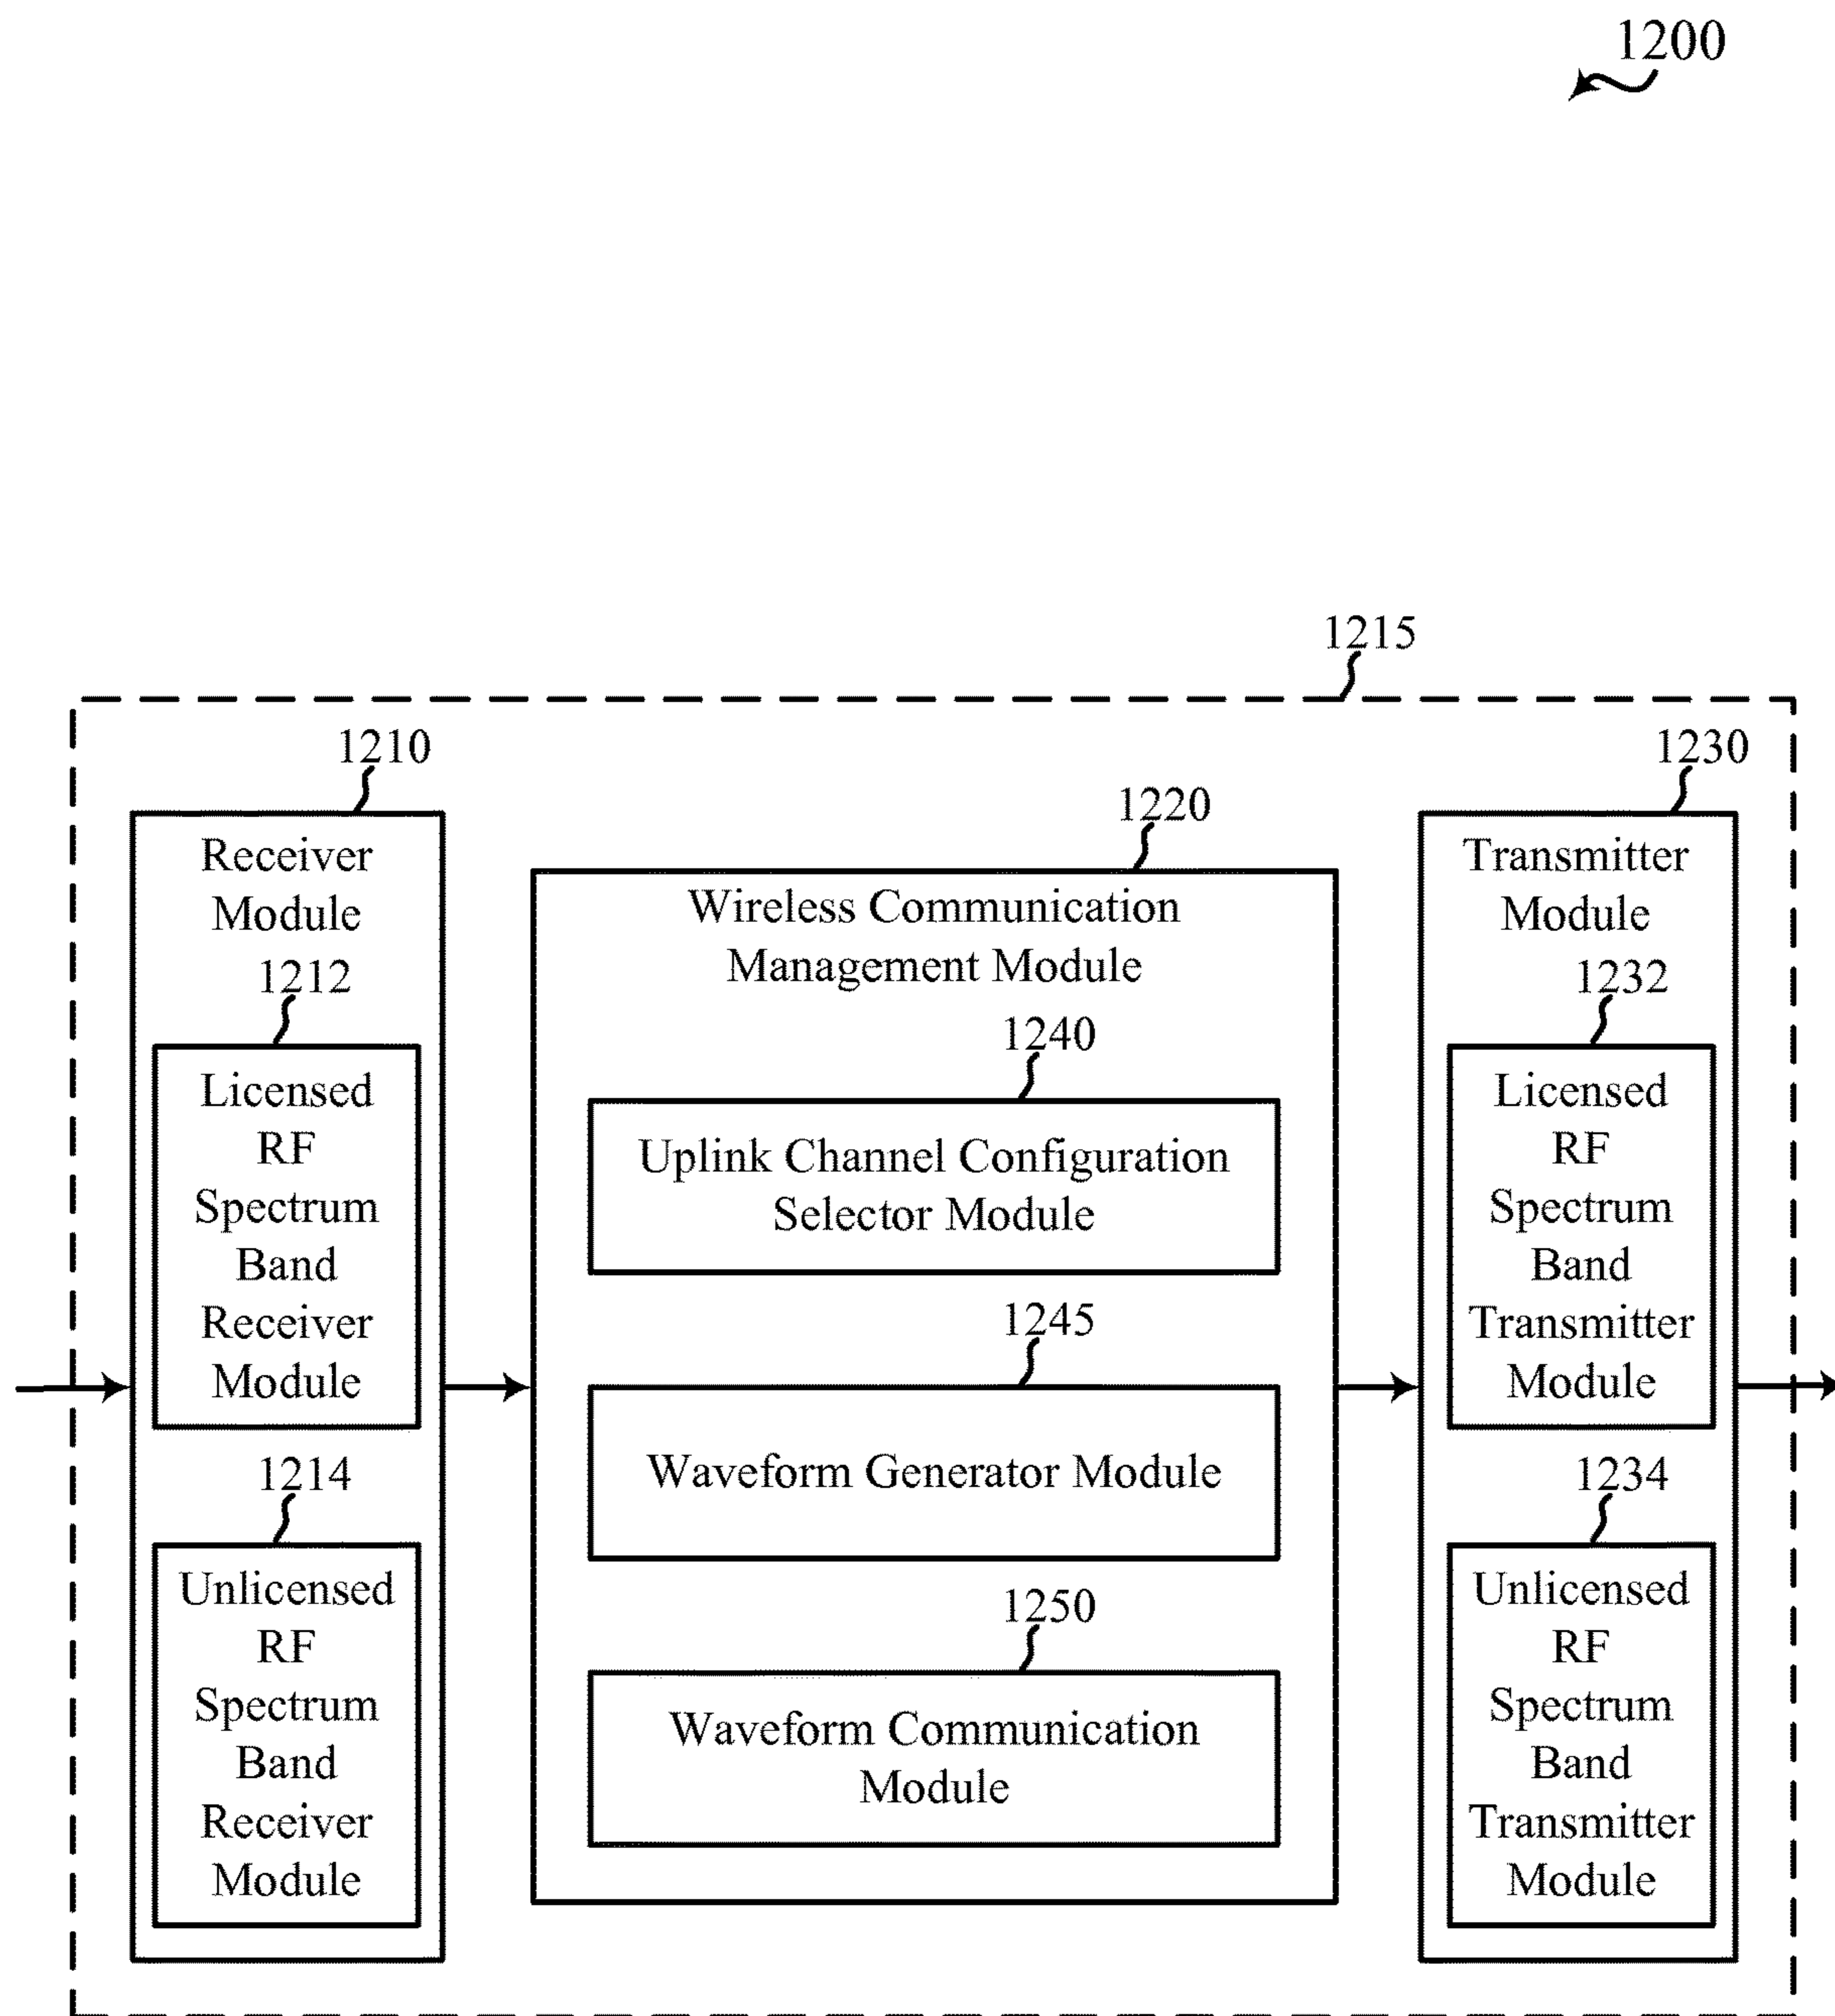 1200
1215
1210
Receiver
Module
1212
Licensed
RF
Spectrum
Band
Receiver
Module
1214
Unlicensed
RF
Spectrum
Band
Receiver
Module
1220
Wireless Communication
Management Module
1240
Uplink Channel Configuration
Selector Module
1245
Waveform Generator Module
1250
Waveform Communication
Module
1230
Transmitter
Module
1232
Licensed
RF
Spectrum
Band
Transmitter
Module
1234
Unlicensed
RF
Spectrum
Band
Transmitter
Module